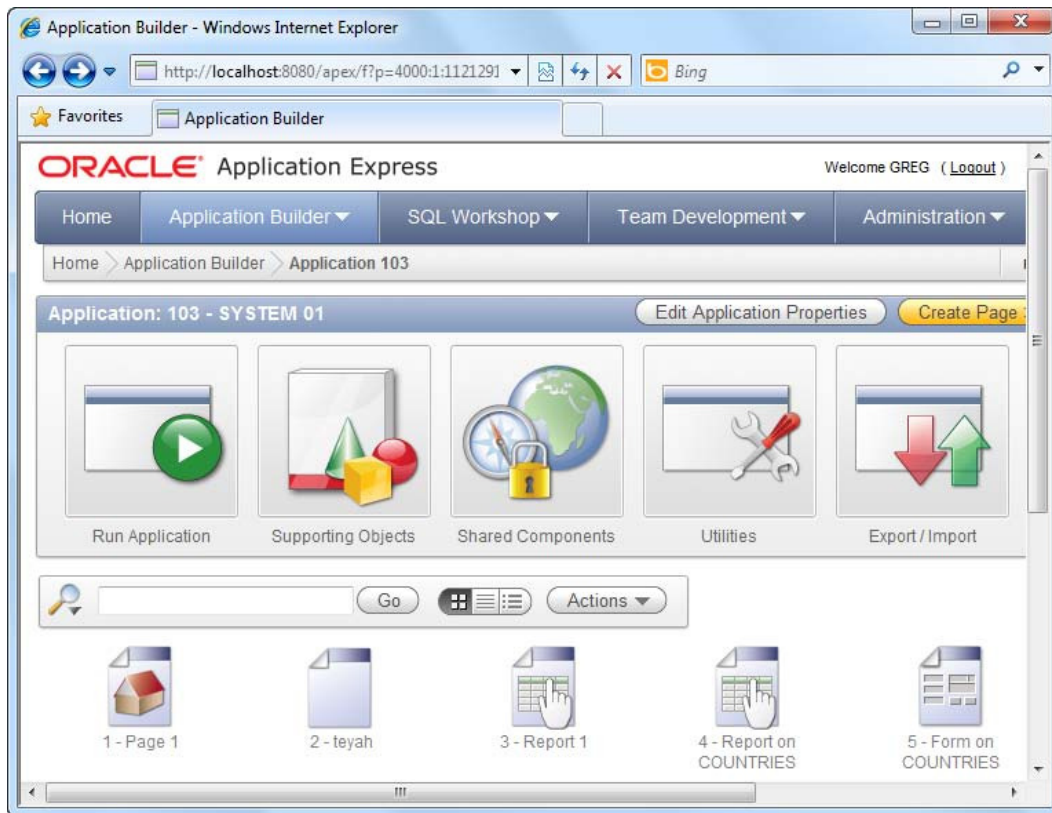 Application Builder - Windows Internet Explorer
http://localhost:8080/apex/f?p=4000:1:1121291
Bing
Favorites
Application Builder
ORACLE Application Express
Welcome GREG ( Logout )
Home
Application Builder
SQL Workshop
Team Development
Administration
Home
Application Builder
Application 103
Application: 103 - SYSTEM 01
Edit Application Properties
Create Page
Run Application
Supporting Objects
Shared Components
Utilities
Export / Import
Go
Actions
1 - Page 1
2 - teyah
3 - Report 1
4 - Report on
COUNTRIES
5 - Form on
COUNTRIES